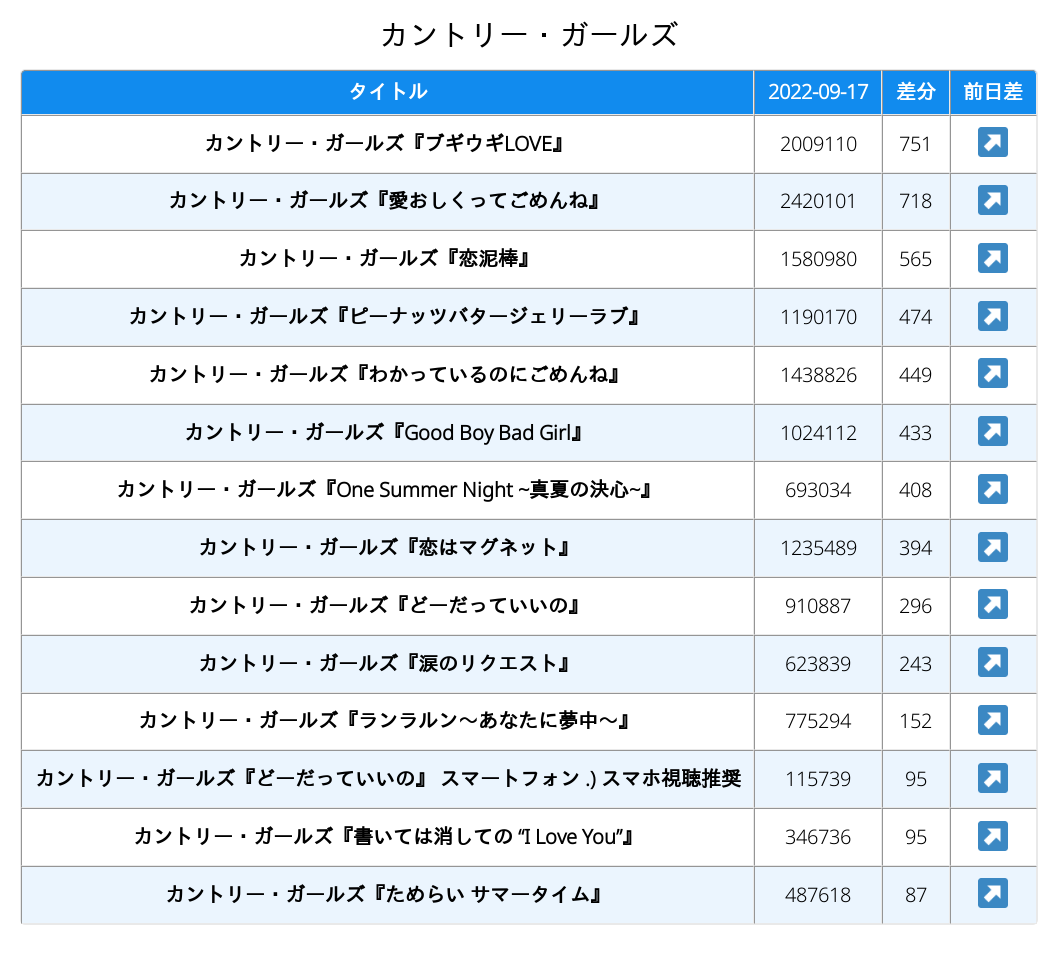 カントリー・ガールズ
タイトル 2022-09-17 差分 前日差
カントリー・ガールズ『ブギウギLOVE』 2009110 751 ↗
カントリー・ガールズ『愛おしくってごめんね』 2420101 718 ↗
カントリー・ガールズ『恋泥棒』 1580980 565 ↗
カントリー・ガールズ『ピーナッツバタージェリーラブ』 1190170 474 ↗
カントリー・ガールズ『わかっているのにごめんね』 1438826 449 ↗
カントリー・ガールズ『Good Boy Bad Girl』 1024112 433 ↗
カントリー・ガールズ『One Summer Night ~真夏の決心~』 693034 408 ↗
カントリー・ガールズ『恋はマグネット』 1235489 394 ↗
カントリー・ガールズ『どーだっていいの』 910887 296 ↗
カントリー・ガールズ『涙のリクエスト』 623839 243 ↗
カントリー・ガールズ『ランラルン〜あなたに夢中〜』 775294 152 ↗
カントリー・ガールズ『どーだっていいの』 スマートフォン .) スマホ視聴推奨 115739 95 ↗
カントリー・ガールズ『書いては消しての “I Love You”』 346736 95 ↗
カントリー・ガールズ『ためらい サマータイム』 487618 87 ↗